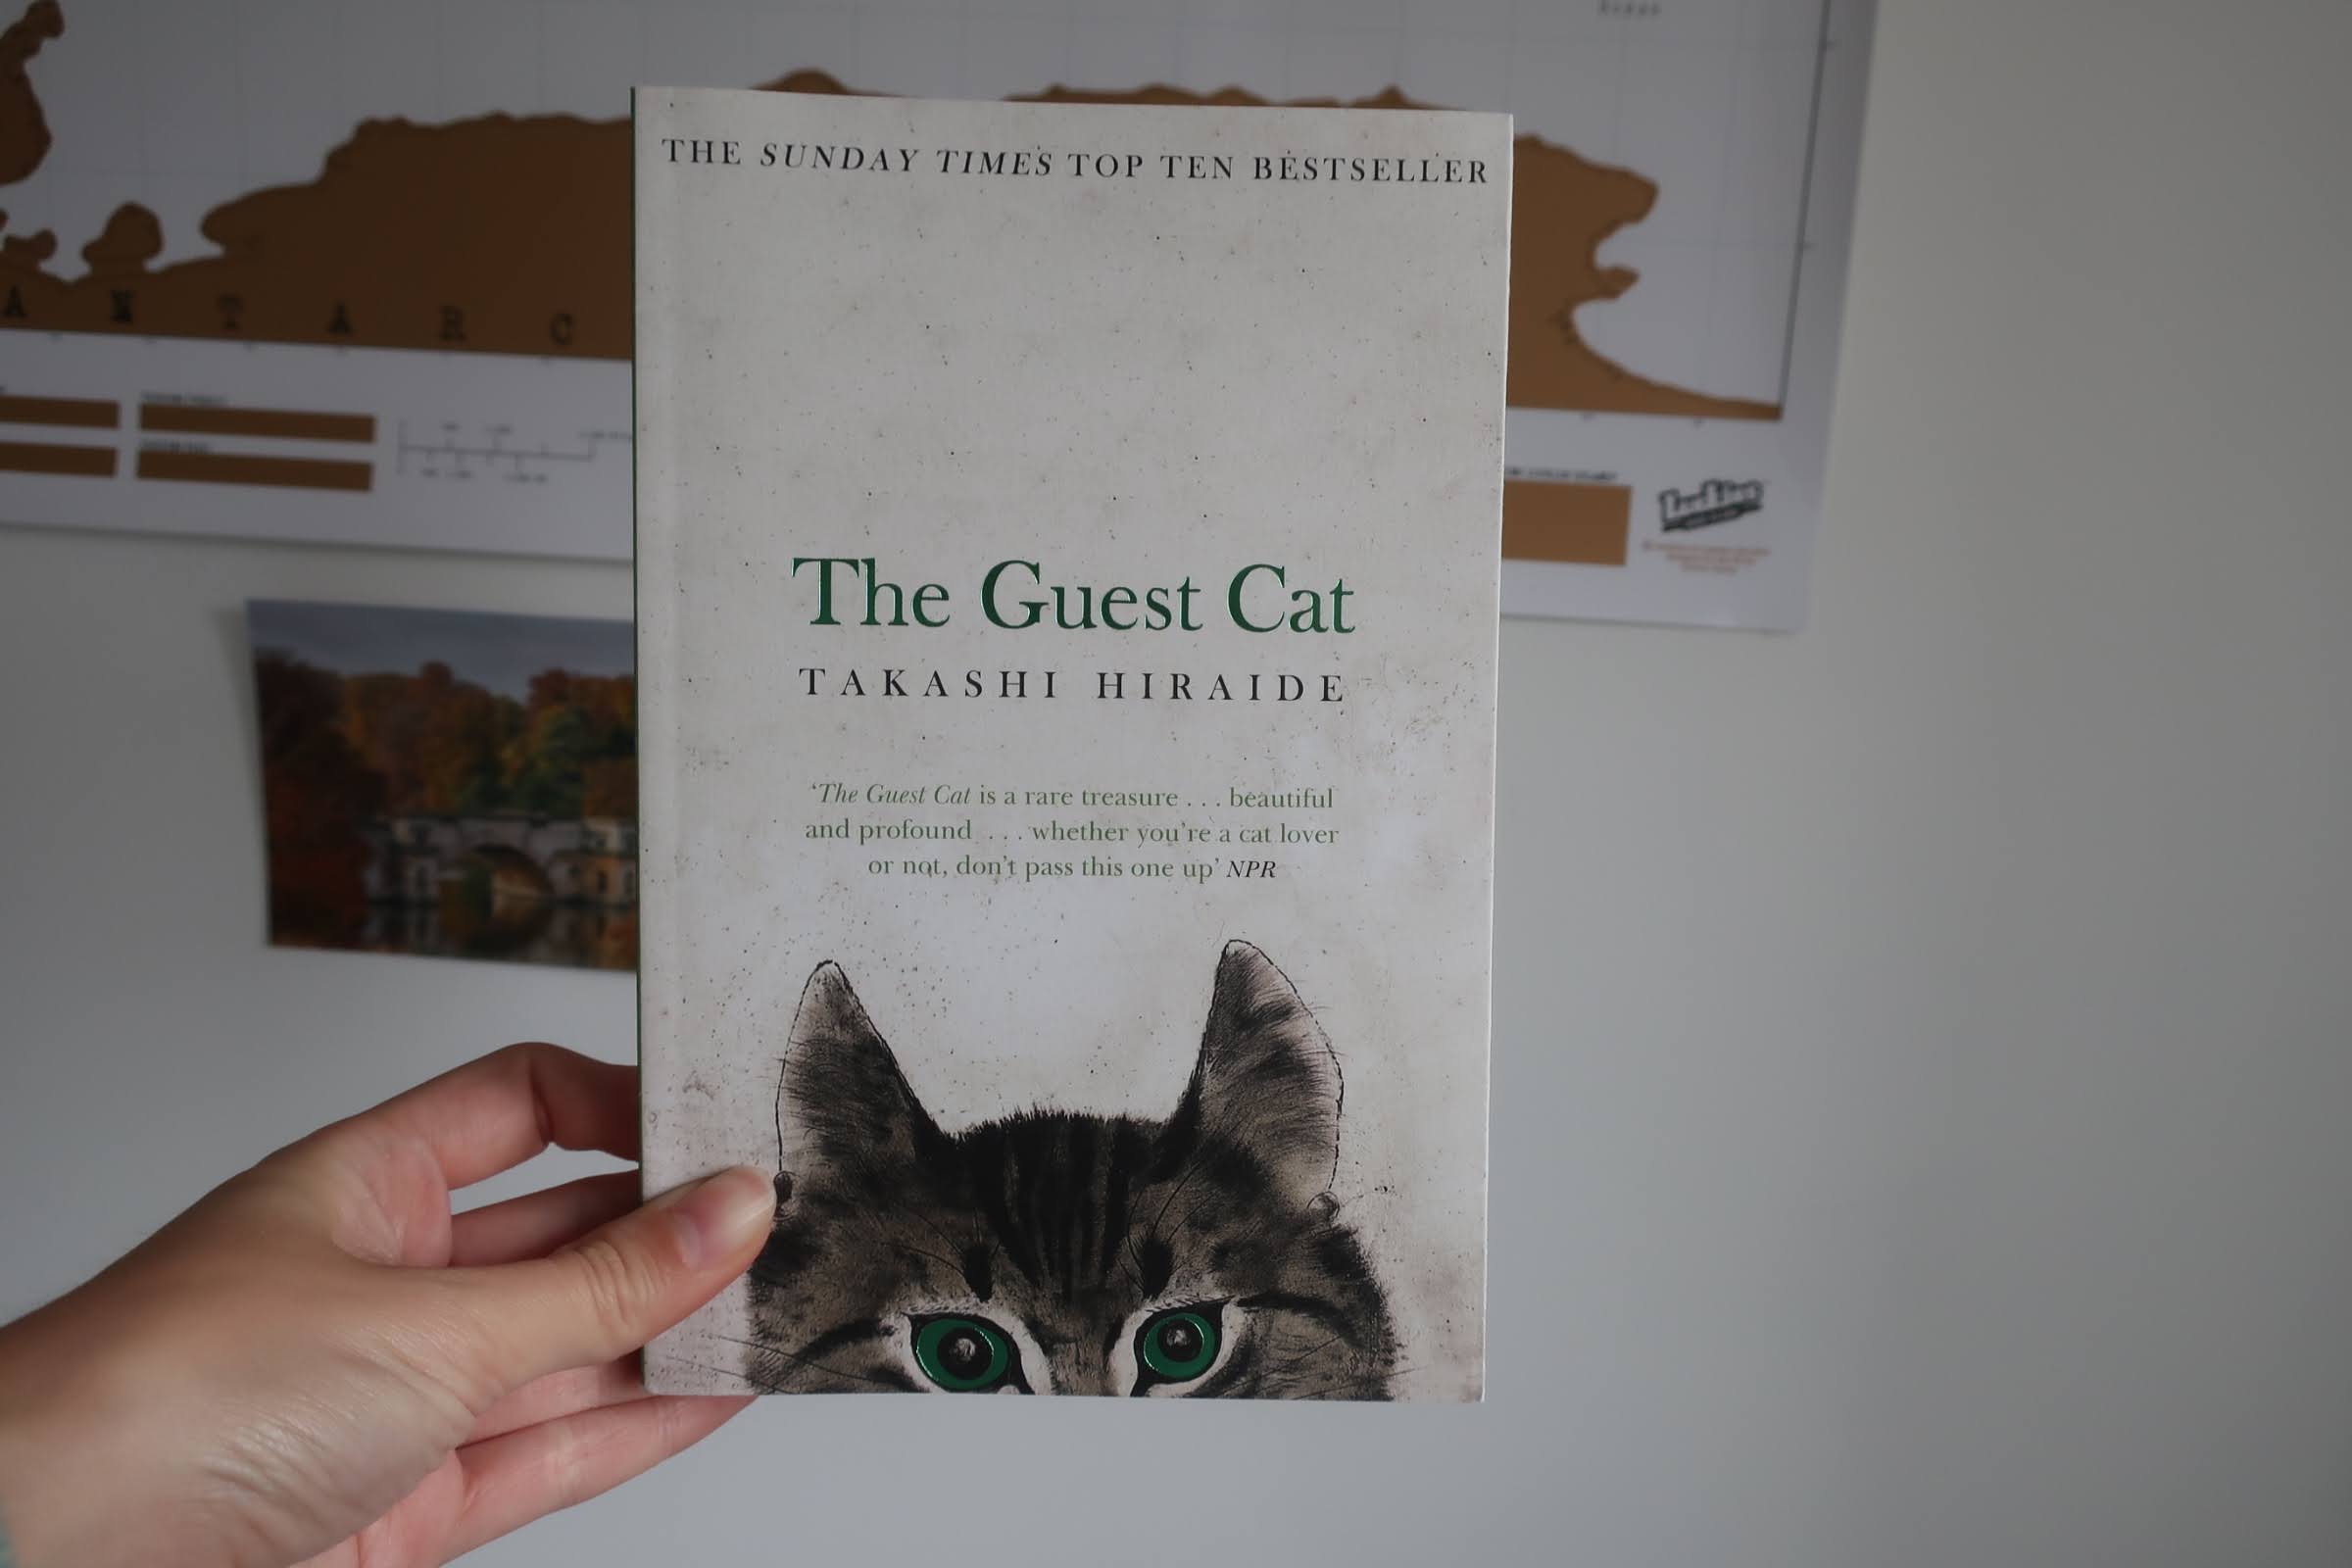 THE SUNDAY TIMES TOP TEN BESTSELLER
A N T A R C
The Guest Cat
TAKASHI HIRAIDE
‘The Guest Cat is a rare treasure . . . beautiful
and profound . . . whether you’re a cat lover
or not, don’t pass this one up’ NPR